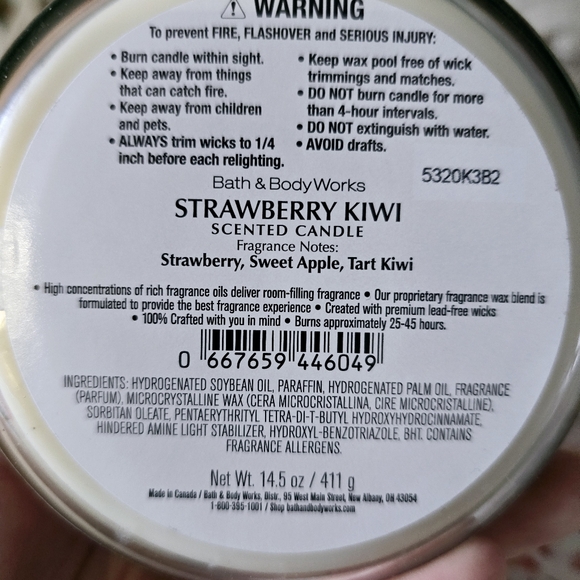 ⚠ WARNING
To prevent FIRE, FLASHOVER and SERIOUS INJURY:
• Burn candle within sight.
• Keep away from things
that can catch fire.
• Keep away from children
and pets.
• ALWAYS trim wicks to 1/4
inch before each relighting.
• Keep wax pool free of wick
trimmings and matches.
• DO NOT burn candle for more
than 4-hour intervals.
• DO NOT extinguish with water.
• AVOID drafts.
5320K3B2
Bath & Body Works
STRAWBERRY KIWI
SCENTED CANDLE
Fragrance Notes:
Strawberry, Sweet Apple, Tart Kiwi
• High concentrations of rich fragrance oils deliver room-filling fragrance • Our proprietary fragrance wax blend is
formulated to provide the best fragrance experience • Created with premium lead-free wicks
• 100% Crafted with you in mind • Burns approximately 25-45 hours.
0 667659 446049
INGREDIENTS: HYDROGENATED SOYBEAN OIL, PARAFFIN, HYDROGENATED PALM OIL, FRAGRANCE
(PARFUM), MICROCRYSTALLINE WAX (CERA MICROCRISTALLINA, CIRE MICROCRISTALLINE),
SORBITAN OLEATE, PENTAERYTHRITYL TETRA-DI-T-BUTYL HYDROXYHYDROCINNAMATE,
HINDERED AMINE LIGHT STABILIZER, HYDROXYL-BENZOTRIAZOLE, BHT. CONTAINS
FRAGRANCE ALLERGENS.
Net Wt. 14.5 oz / 411 g
Made in Canada / Bath & Body Works, Distr., 95 West Main Street, New Albany, OH 43054
1-800-395-1001 / Shop bathandbodyworks.com